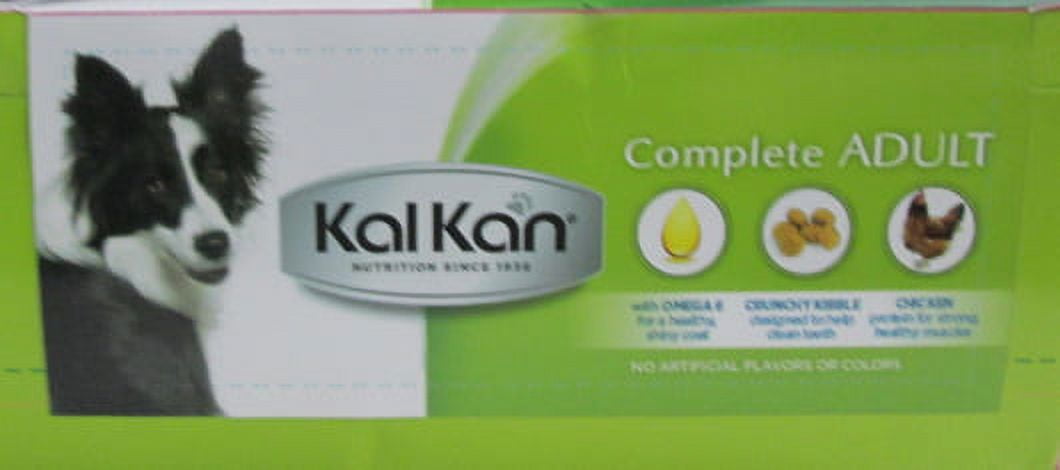 Complete ADULT
Kal Kan®
NUTRITION SINCE 1936
with OMEGA 6
for a healthy,
shiny coat
CRUNCHY KIBBLE
designed to help
clean teeth
CHICKEN
protein for strong,
healthy muscles
NO ARTIFICIAL FLAVORS OR COLORS